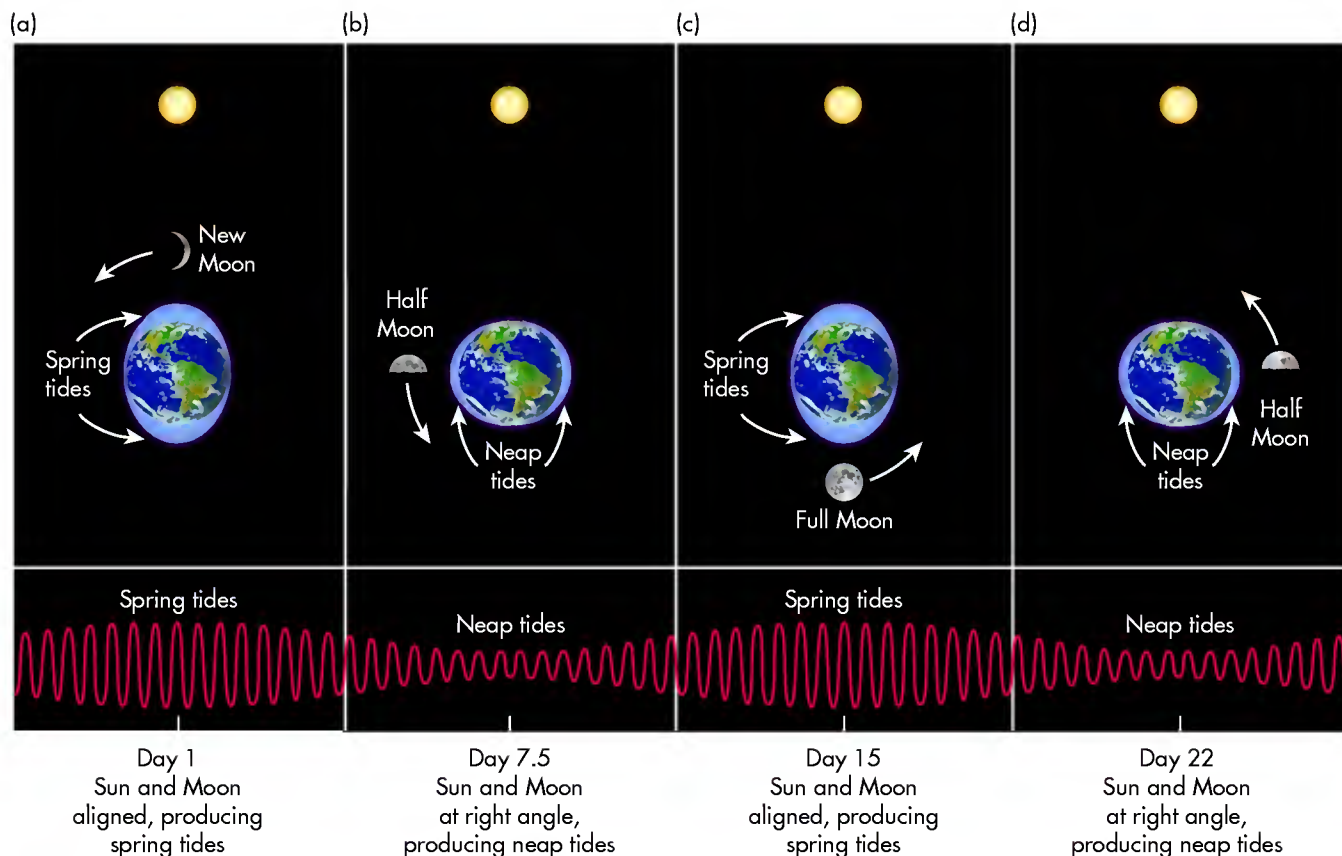 (a)
New
Moon
Spring
tides
Spring tides
Day 1
Sun and Moon
aligned, producing
spring tides
(b)
Half
Moon
Neap
tides
Neap tides
Day 7.5
Sun and Moon
at right angle,
producing neap tides
(c)
Spring
tides
Full Moon
Spring tides
Day 15
Sun and Moon
aligned, producing
spring tides
(d)
Half
Moon
Neap
tides
Neap tides
Day 22
Sun and Moon
at right angle,
producing neap tides